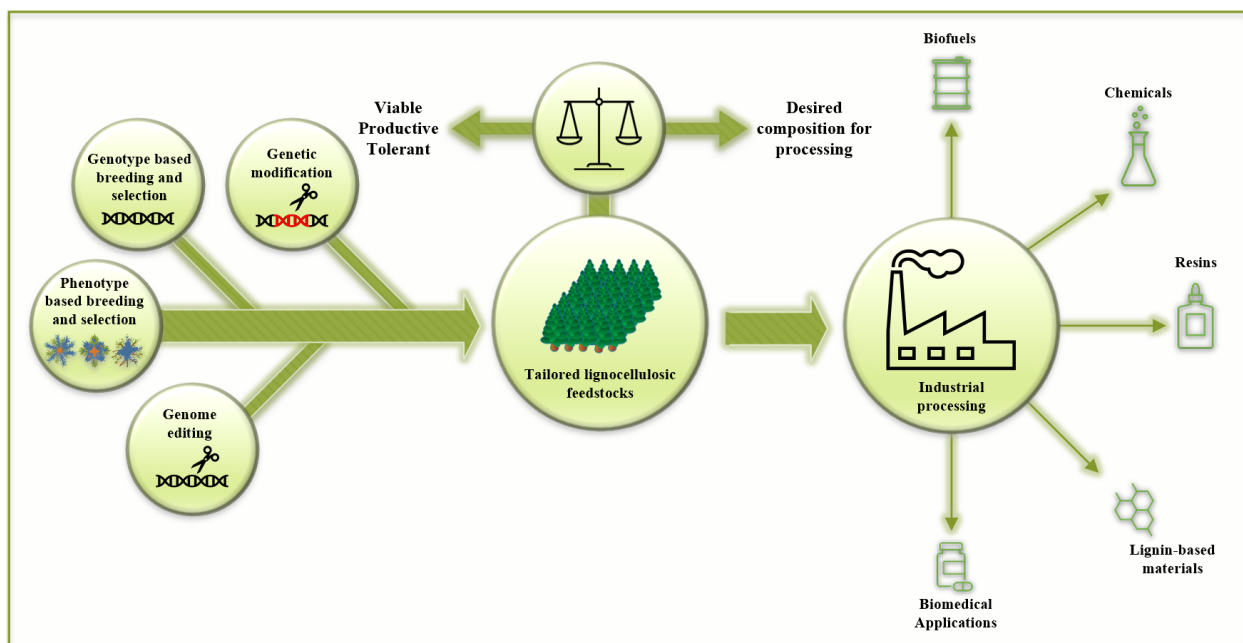 Genotype based
breeding and
selection
Genetic
modification
Phenotype
based breeding
and selection
Genome
editing
Viable
Productive
Tolerant
Desired
composition for
processing
Tailored lignocellulosic
feedstocks
Industrial
processing
Biofuels
Chemicals
Resins
Lignin-based
materials
Biomedical
Applications